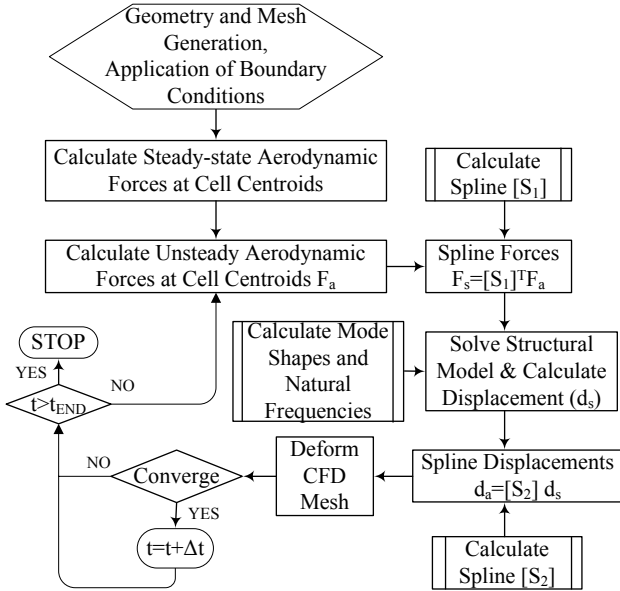 Geometry and Mesh
Generation,
Application of Boundary
Conditions
Calculate Steady-state Aerodynamic
Forces at Cell Centroids
Calculate
Spline [S₁]
Calculate Unsteady Aerodynamic
Forces at Cell Centroids Fₐ
Spline Forces
Fₛ=[S₁]ᵀFₐ
STOP
YES
NO
t>t_END
Calculate Mode
Shapes and
Natural
Frequencies
Solve Structural
Model & Calculate
Displacement (dₛ)
NO
Converge
YES
Deform
CFD
Mesh
Spline Displacements
dₐ=[S₂] dₛ
t=t+Δt
Calculate
Spline [S₂]